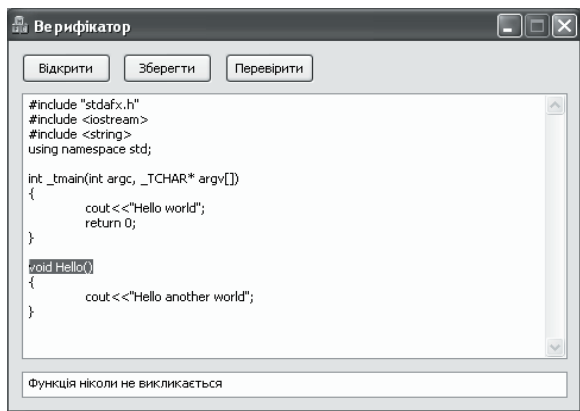 Верифікатор
Відкрити Зберегти Перевірити
#include "stdafx.h"
#include <iostream>
#include <string>
using namespace std;
int _tmain(int argc, _TCHAR* argv[])
{
cout<<"Hello world";
return 0;
}
void Hello()
{
cout<<"Hello another world";
}
Функція ніколи не викликається